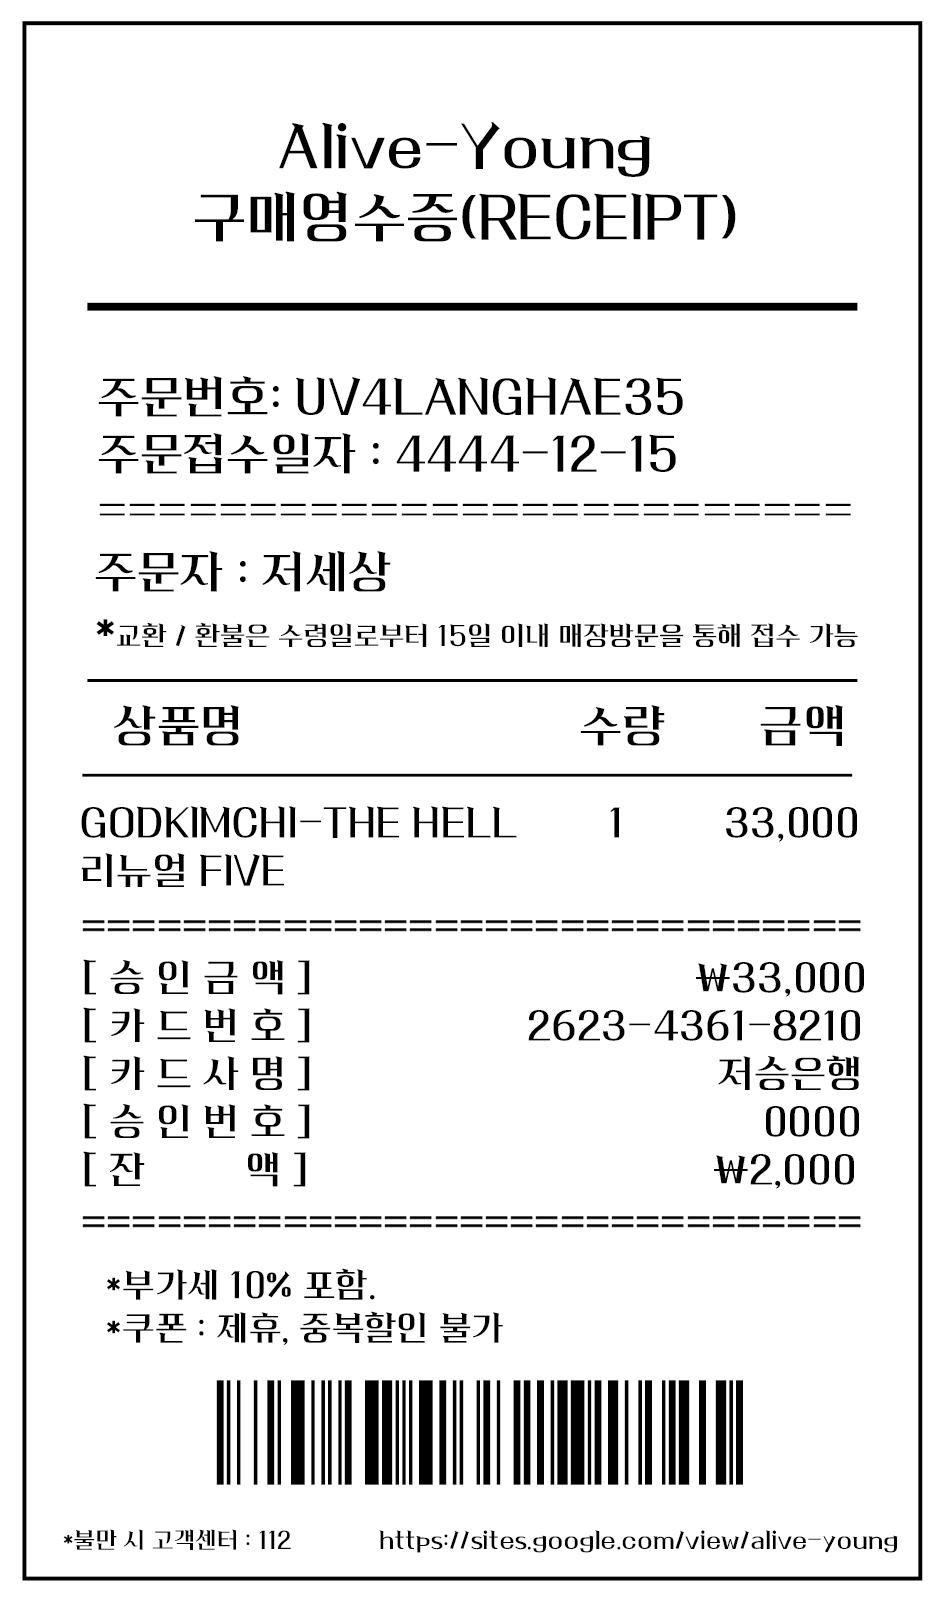 Alive-Young
구매영수증(RECEIPT)
주문번호: UV4LANGHAE35
주문접수일자 : 4444-12-15
=========================
주문자 : 저세상
*교환 / 환불은 수령일로부터 15일 이내 매장방문을 통해 접수 가능
상품명 수량 금액
GODKIMCHI-THE HELL 1 33,000
리뉴얼 FIVE
===============================
[ 승 인 금 액 ] ₩33,000
[ 카 드 번 호 ] 2623-4361-8210
[ 카 드 사 명 ] 저승은행
[ 승 인 번 호 ] 0000
[ 잔 액 ] ₩2,000
===============================
*부가세 10% 포함.
*쿠폰 : 제휴, 중복할인 불가
*불만 시 고객센터 : 112 https://sites.google.com/view/alive-young